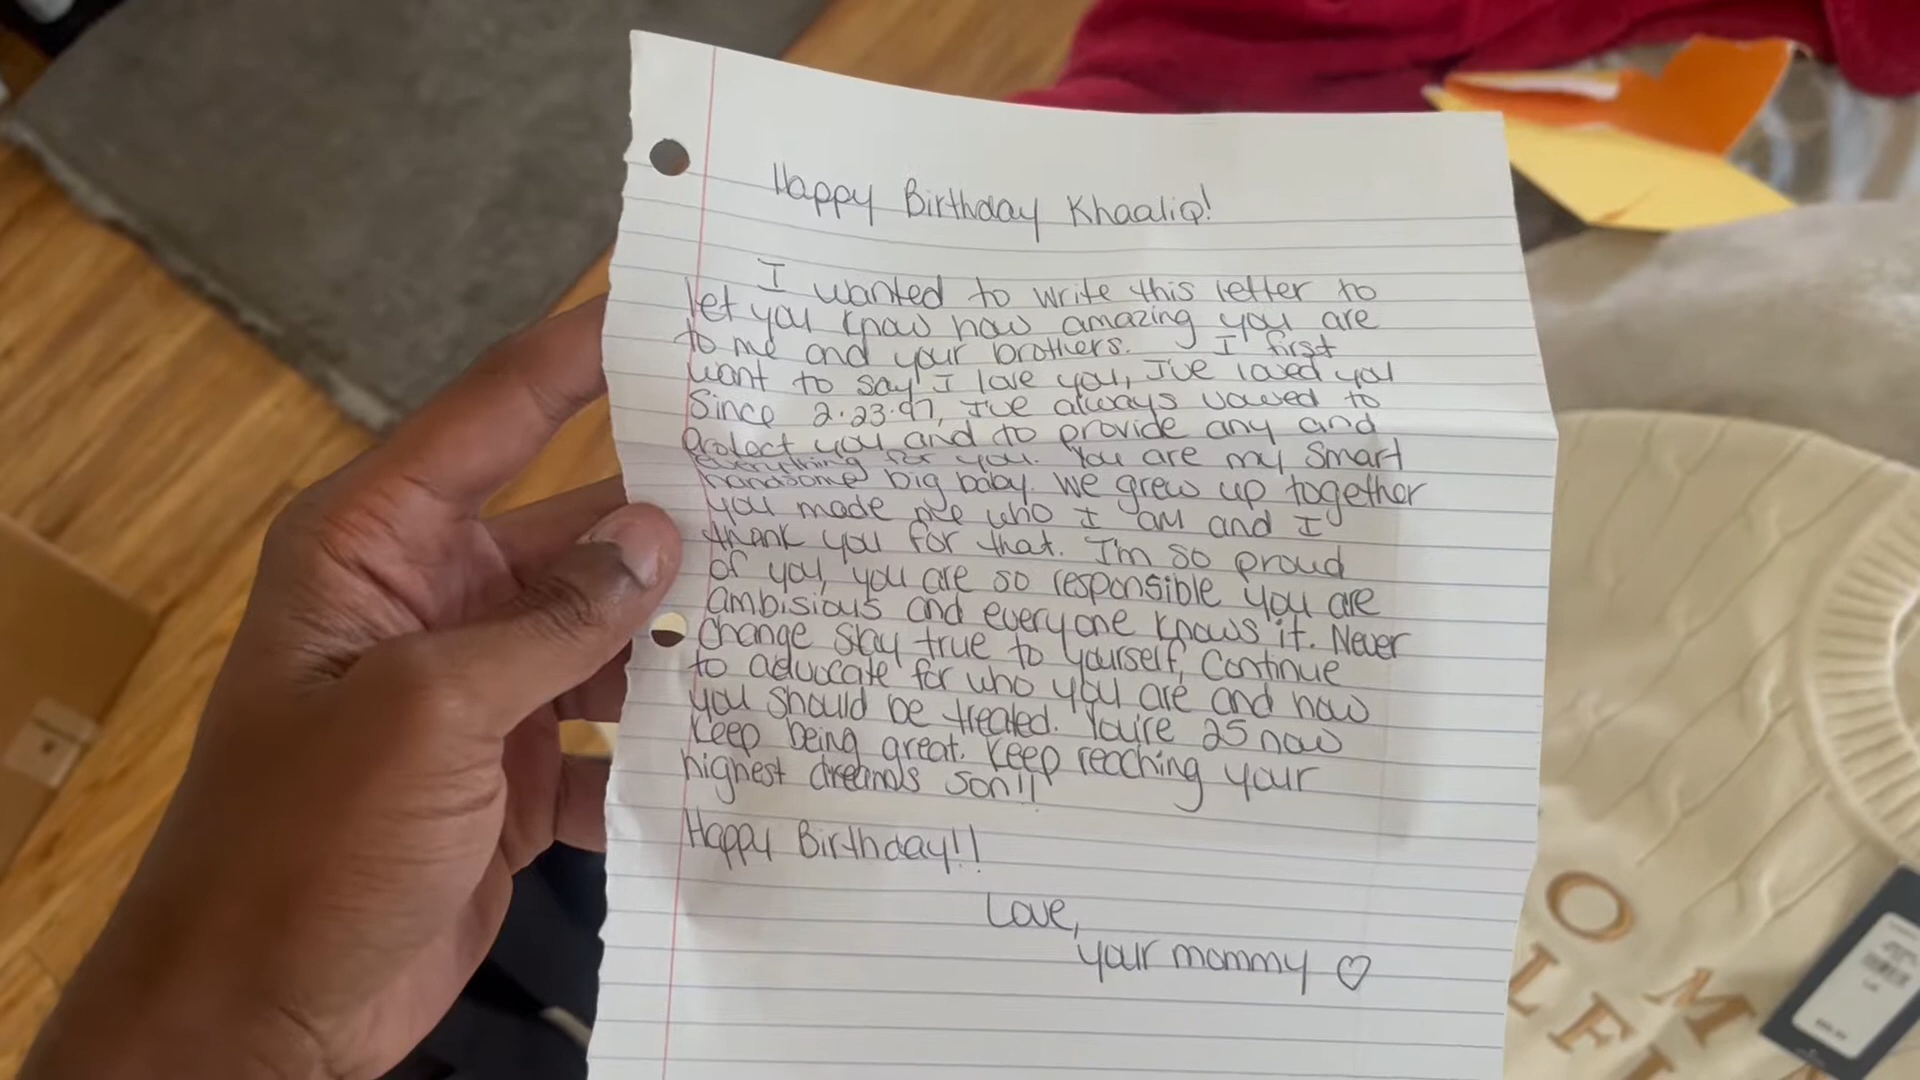 Happy Birthday Khaaliq!
I wanted to write this letter to
let you know how amazing you are
to me and your brothers. I first
want to say I love you, I've loved you
Since 2.23.97, I've always vowed to
protect you and to provide any and
everything for you. You are my smart
handsome big baby. We grew up together
you made me who I am and I
thank you for that. I'm so proud
of you, you are so responsible you are
ambisious and everyone knows it. Never
change stay true to yourself, continue
to advocate for who you are and how
you should be treated. You're 25 now
keep being great. Keep reaching your
highest dreams son!!
Happy Birthday!!
Love,
your mommy ♡
O M
LF